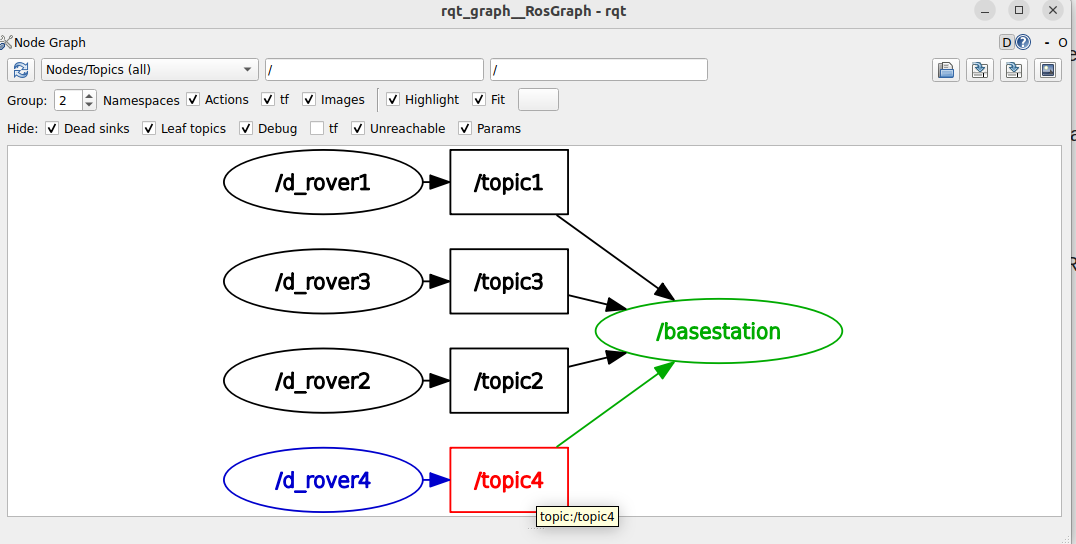 rqt_graph__RosGraph - rqt
Node Graph
D
- O
Nodes/Topics (all)
/
/
Group: 2 Namespaces Actions tf Images Highlight Fit
Hide: Dead sinks Leaf topics Debug tf Unreachable Params
/d_rover1
/topic1
/d_rover3
/topic3
/basestation
/d_rover2
/topic2
/d_rover4
/topic4
topic:/topic4